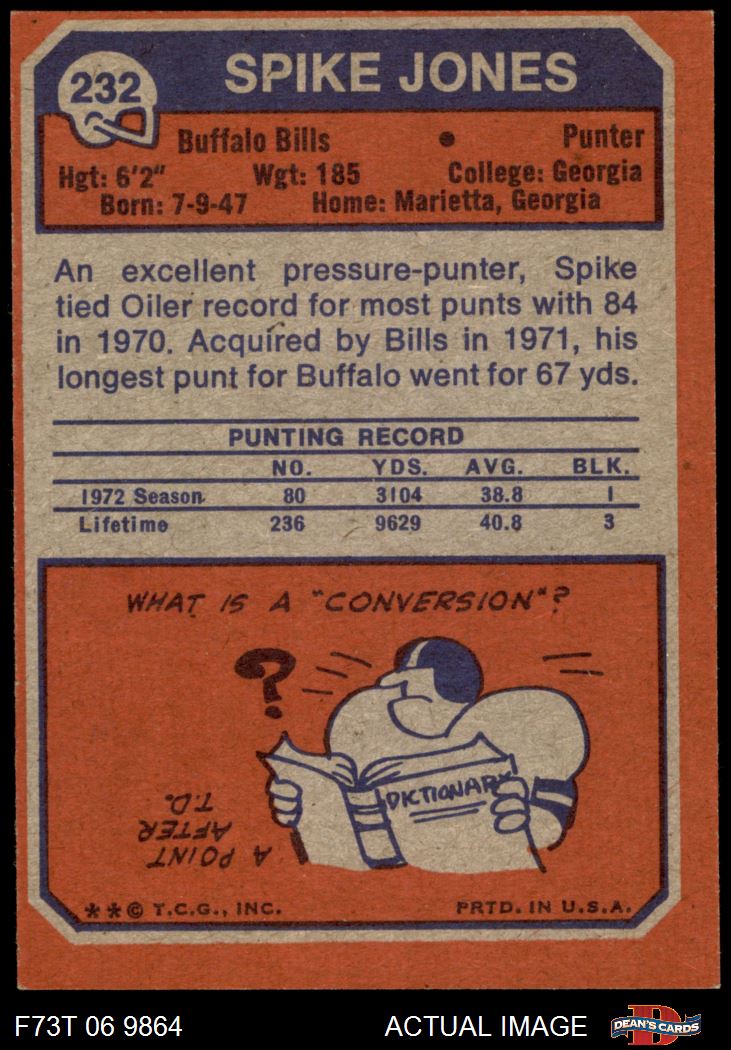 232
SPIKE JONES
Buffalo Bills • Punter
Hgt: 6'2" Wgt: 185 College: Georgia
Born: 7-9-47 Home: Marietta, Georgia
An excellent pressure-punter, Spike
tied Oiler record for most punts with 84
in 1970. Acquired by Bills in 1971, his
longest punt for Buffalo went for 67 yds.
PUNTING RECORD
NO. YDS. AVG. BLK.
1972 Season 80 3104 38.8 1
Lifetime 236 9629 40.8 3
WHAT IS A "CONVERSION"?
?
DICTIONARY
A POINT
AFTER
T.D.
**© T.C.G., INC. PRTD. IN U.S.A.
F73T 06 9864 ACTUAL IMAGE
D
DEAN'S CARDS